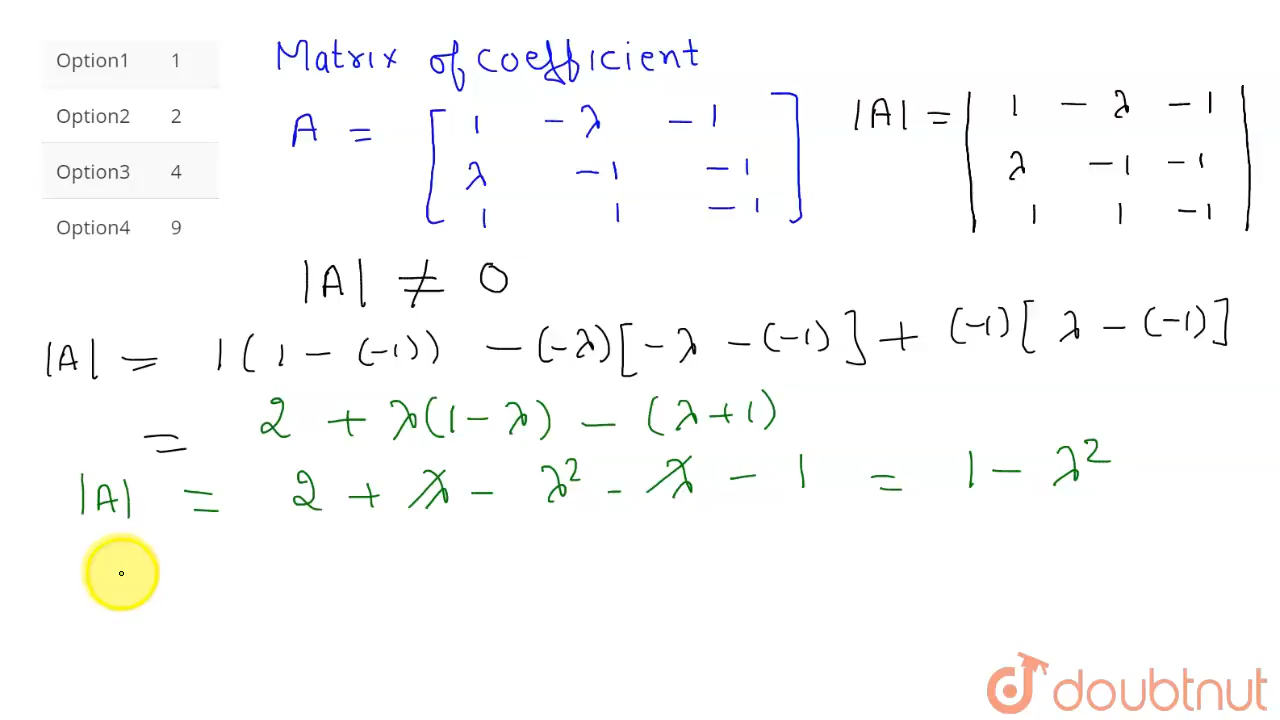 Option1 1
Option2 2
Option3 4
Option4 9
Matrix of coefficient
A = [ 1 -λ -1
λ -1 -1
1 1 -1 ]
|A| = | 1 -λ -1
λ -1 -1
1 1 -1 |
|A| ≠ 0
|A| = 1(1-(-1)) -(-λ)[-λ-(-1)] + (-1)[λ-(-1)]
= 2 + λ(1-λ) - (λ+1)
|A| = 2 + λ - λ² - λ - 1 = 1 - λ²
doubtnut